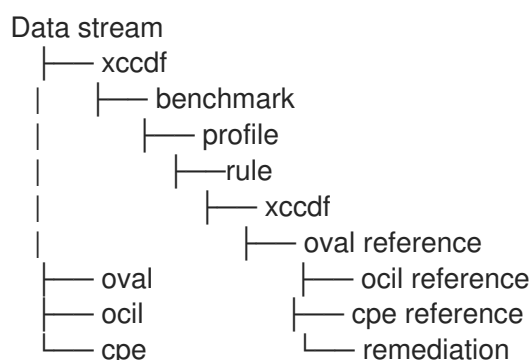 Data stream
├── xccdf
| ├── benchmark
| ├── profile
| ├──rule
| ├── xccdf
| ├── oval reference
├── oval ├── ocil reference
├── ocil ├── cpe reference
└── cpe └── remediation